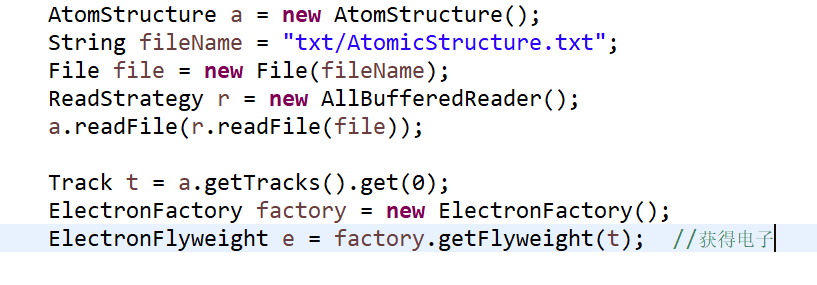 AtomStructure a = new AtomStructure();
String fileName = "txt/AtomicStructure.txt";
File file = new File(fileName);
ReadStrategy r = new AllBufferedReader();
a.readFile(r.readFile(file));
Track t = a.getTracks().get(0);
ElectronFactory factory = new ElectronFactory();
ElectronFlyweight e = factory.getFlyweight(t);  //获得电子